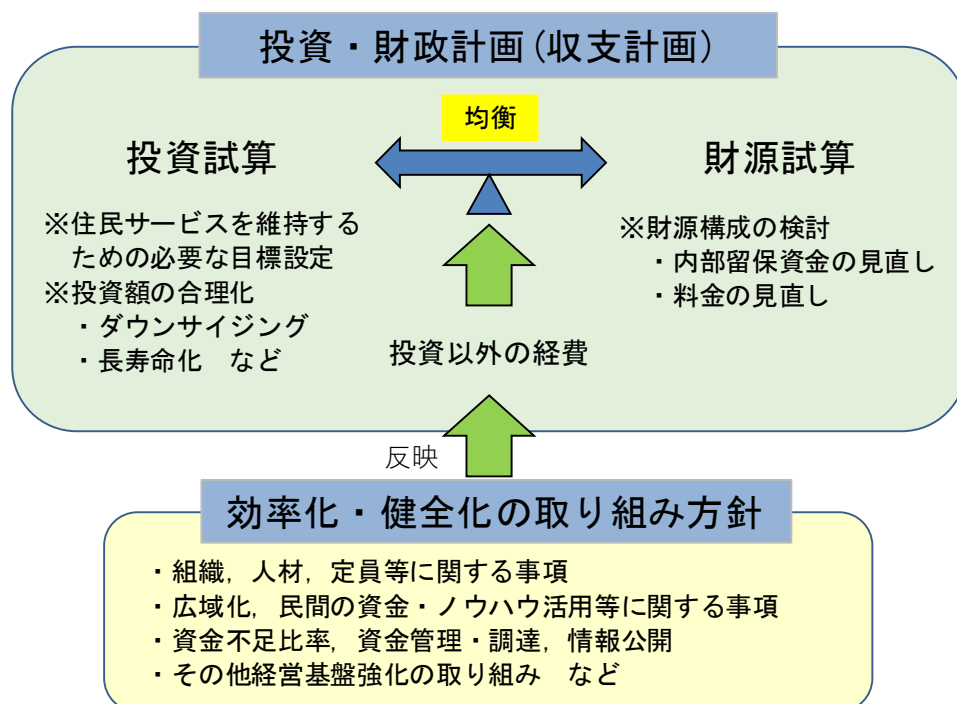 投資・財政計画(収支計画)
均衡
投資試算
財源試算
※住民サービスを維持する
ための必要な目標設定
※投資額の合理化
・ダウンサイジング
・長寿命化　など
※財源構成の検討
・内部留保資金の見直し
・料金の見直し
投資以外の経費
反映
効率化・健全化の取り組み方針
・組織，人材，定員等に関する事項
・広域化，民間の資金・ノウハウ活用等に関する事項
・資金不足比率，資金管理・調達，情報公開
・その他経営基盤強化の取り組み　など